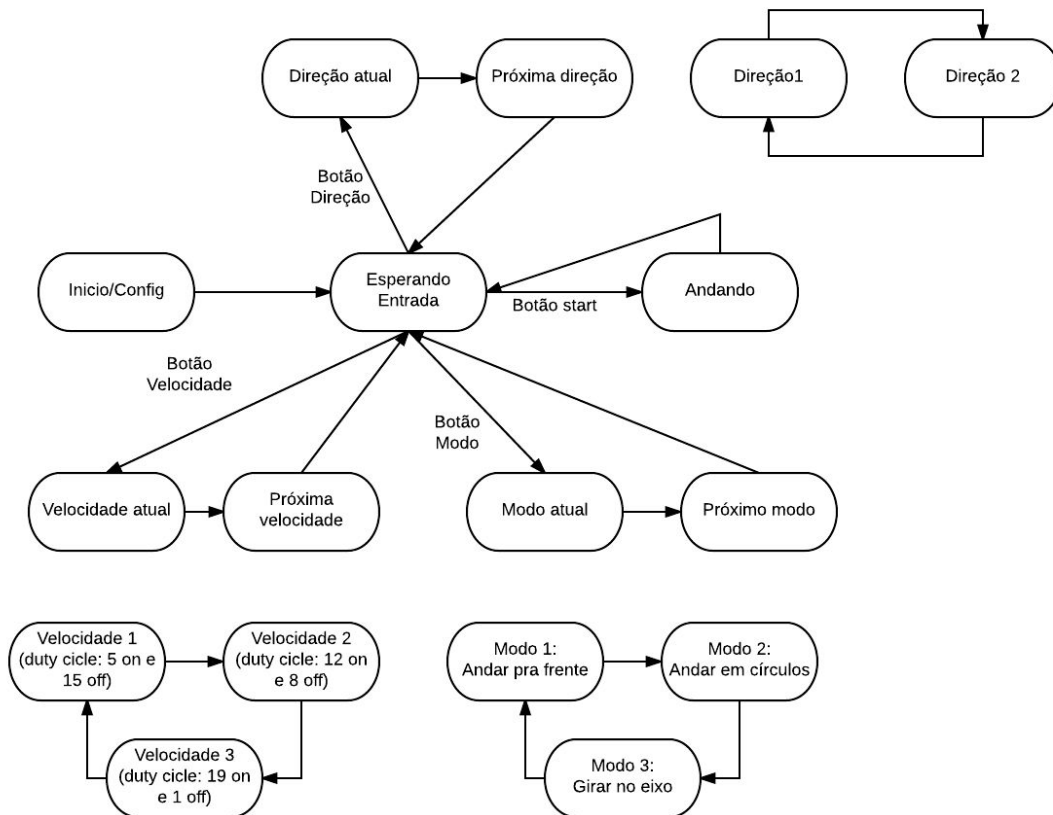 Direção atual
Próxima direção
Direção1
Direção 2
Botão
Direção
Inicio/Config
Esperando
Entrada
Botão start
Andando
Botão
Velocidade
Botão
Modo
Velocidade atual
Próxima
velocidade
Modo atual
Próximo modo
Velocidade 1
(duty cicle: 5 on e
15 off)
Velocidade 2
(duty cicle: 12 on
e 8 off)
Velocidade 3
(duty cicle: 19 on
e 1 off)
Modo 1:
Andar pra frente
Modo 2:
Andar em círculos
Modo 3:
Girar no eixo